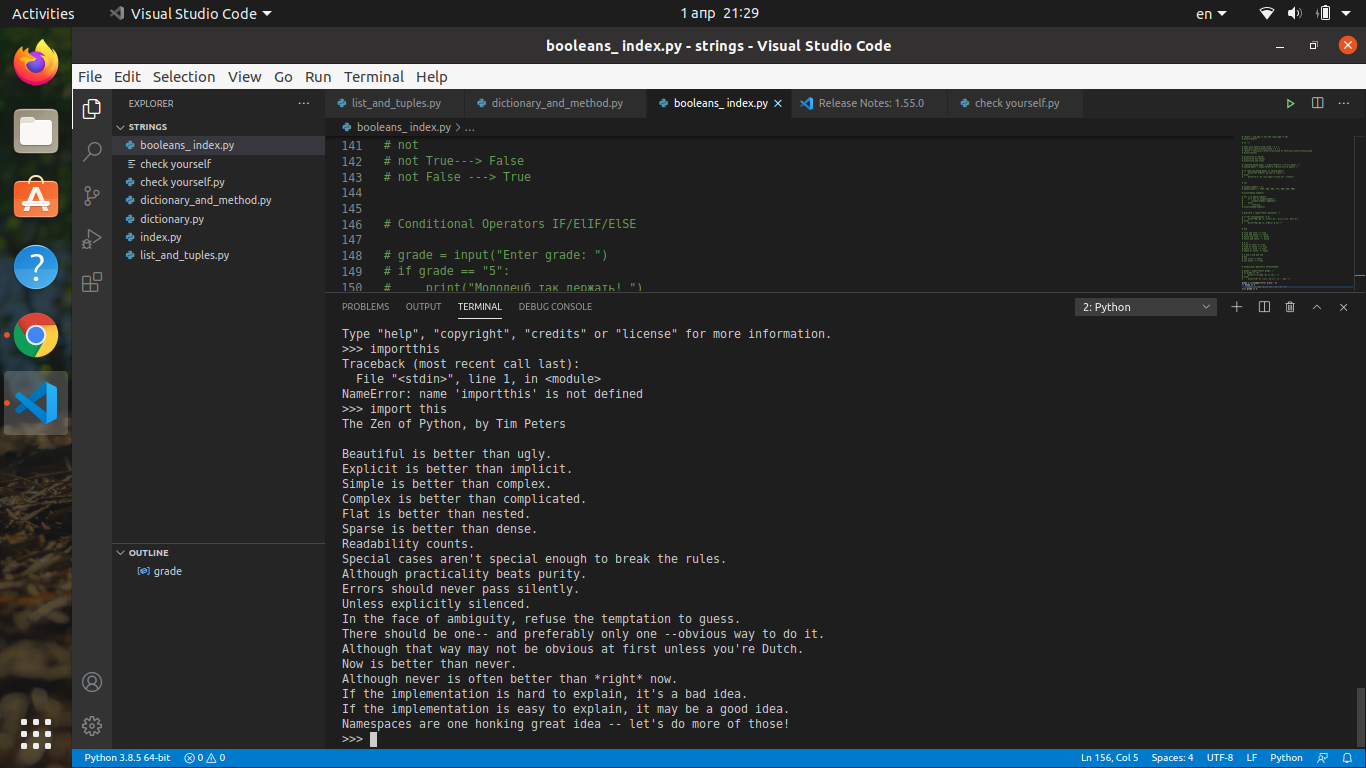 Activities
Visual Studio Code
1 апр 21:29
en
booleans_ index.py - strings - Visual Studio Code
File Edit Selection View Go Run Terminal Help
EXPLORER
STRINGS
booleans_ index.py
check yourself
check yourself.py
dictionary_and_method.py
dictionary.py
index.py
list_and_tuples.py
OUTLINE
grade
list_and_tuples.py
dictionary_and_method.py
booleans_ index.py
Release Notes: 1.55.0
check yourself.py
booleans_ index.py > ...
141 # not
142 # not True---> False
143 # not False ---> True
144
145
146 # Conditional Operators IF/ElIF/ElSE
147
148 # grade = input("Enter grade: ")
149 # if grade == "5":
150 # print("Молодецб так держать! ")
PROBLEMS OUTPUT TERMINAL DEBUG CONSOLE
2: Python
Type "help", "copyright", "credits" or "license" for more information.
>>> importthis
Traceback (most recent call last):
File "<stdin>", line 1, in <module>
NameError: name 'importthis' is not defined
>>> import this
The Zen of Python, by Tim Peters
Beautiful is better than ugly.
Explicit is better than implicit.
Simple is better than complex.
Complex is better than complicated.
Flat is better than nested.
Sparse is better than dense.
Readability counts.
Special cases aren't special enough to break the rules.
Although practicality beats purity.
Errors should never pass silently.
Unless explicitly silenced.
In the face of ambiguity, refuse the temptation to guess.
There should be one-- and preferably only one --obvious way to do it.
Although that way may not be obvious at first unless you're Dutch.
Now is better than never.
Although never is often better than *right* now.
If the implementation is hard to explain, it's a bad idea.
If the implementation is easy to explain, it may be a good idea.
Namespaces are one honking great idea -- let's do more of those!
>>>
Python 3.8.5 64-bit
0 0
Ln 156, Col 5
Spaces: 4
UTF-8
LF
Python